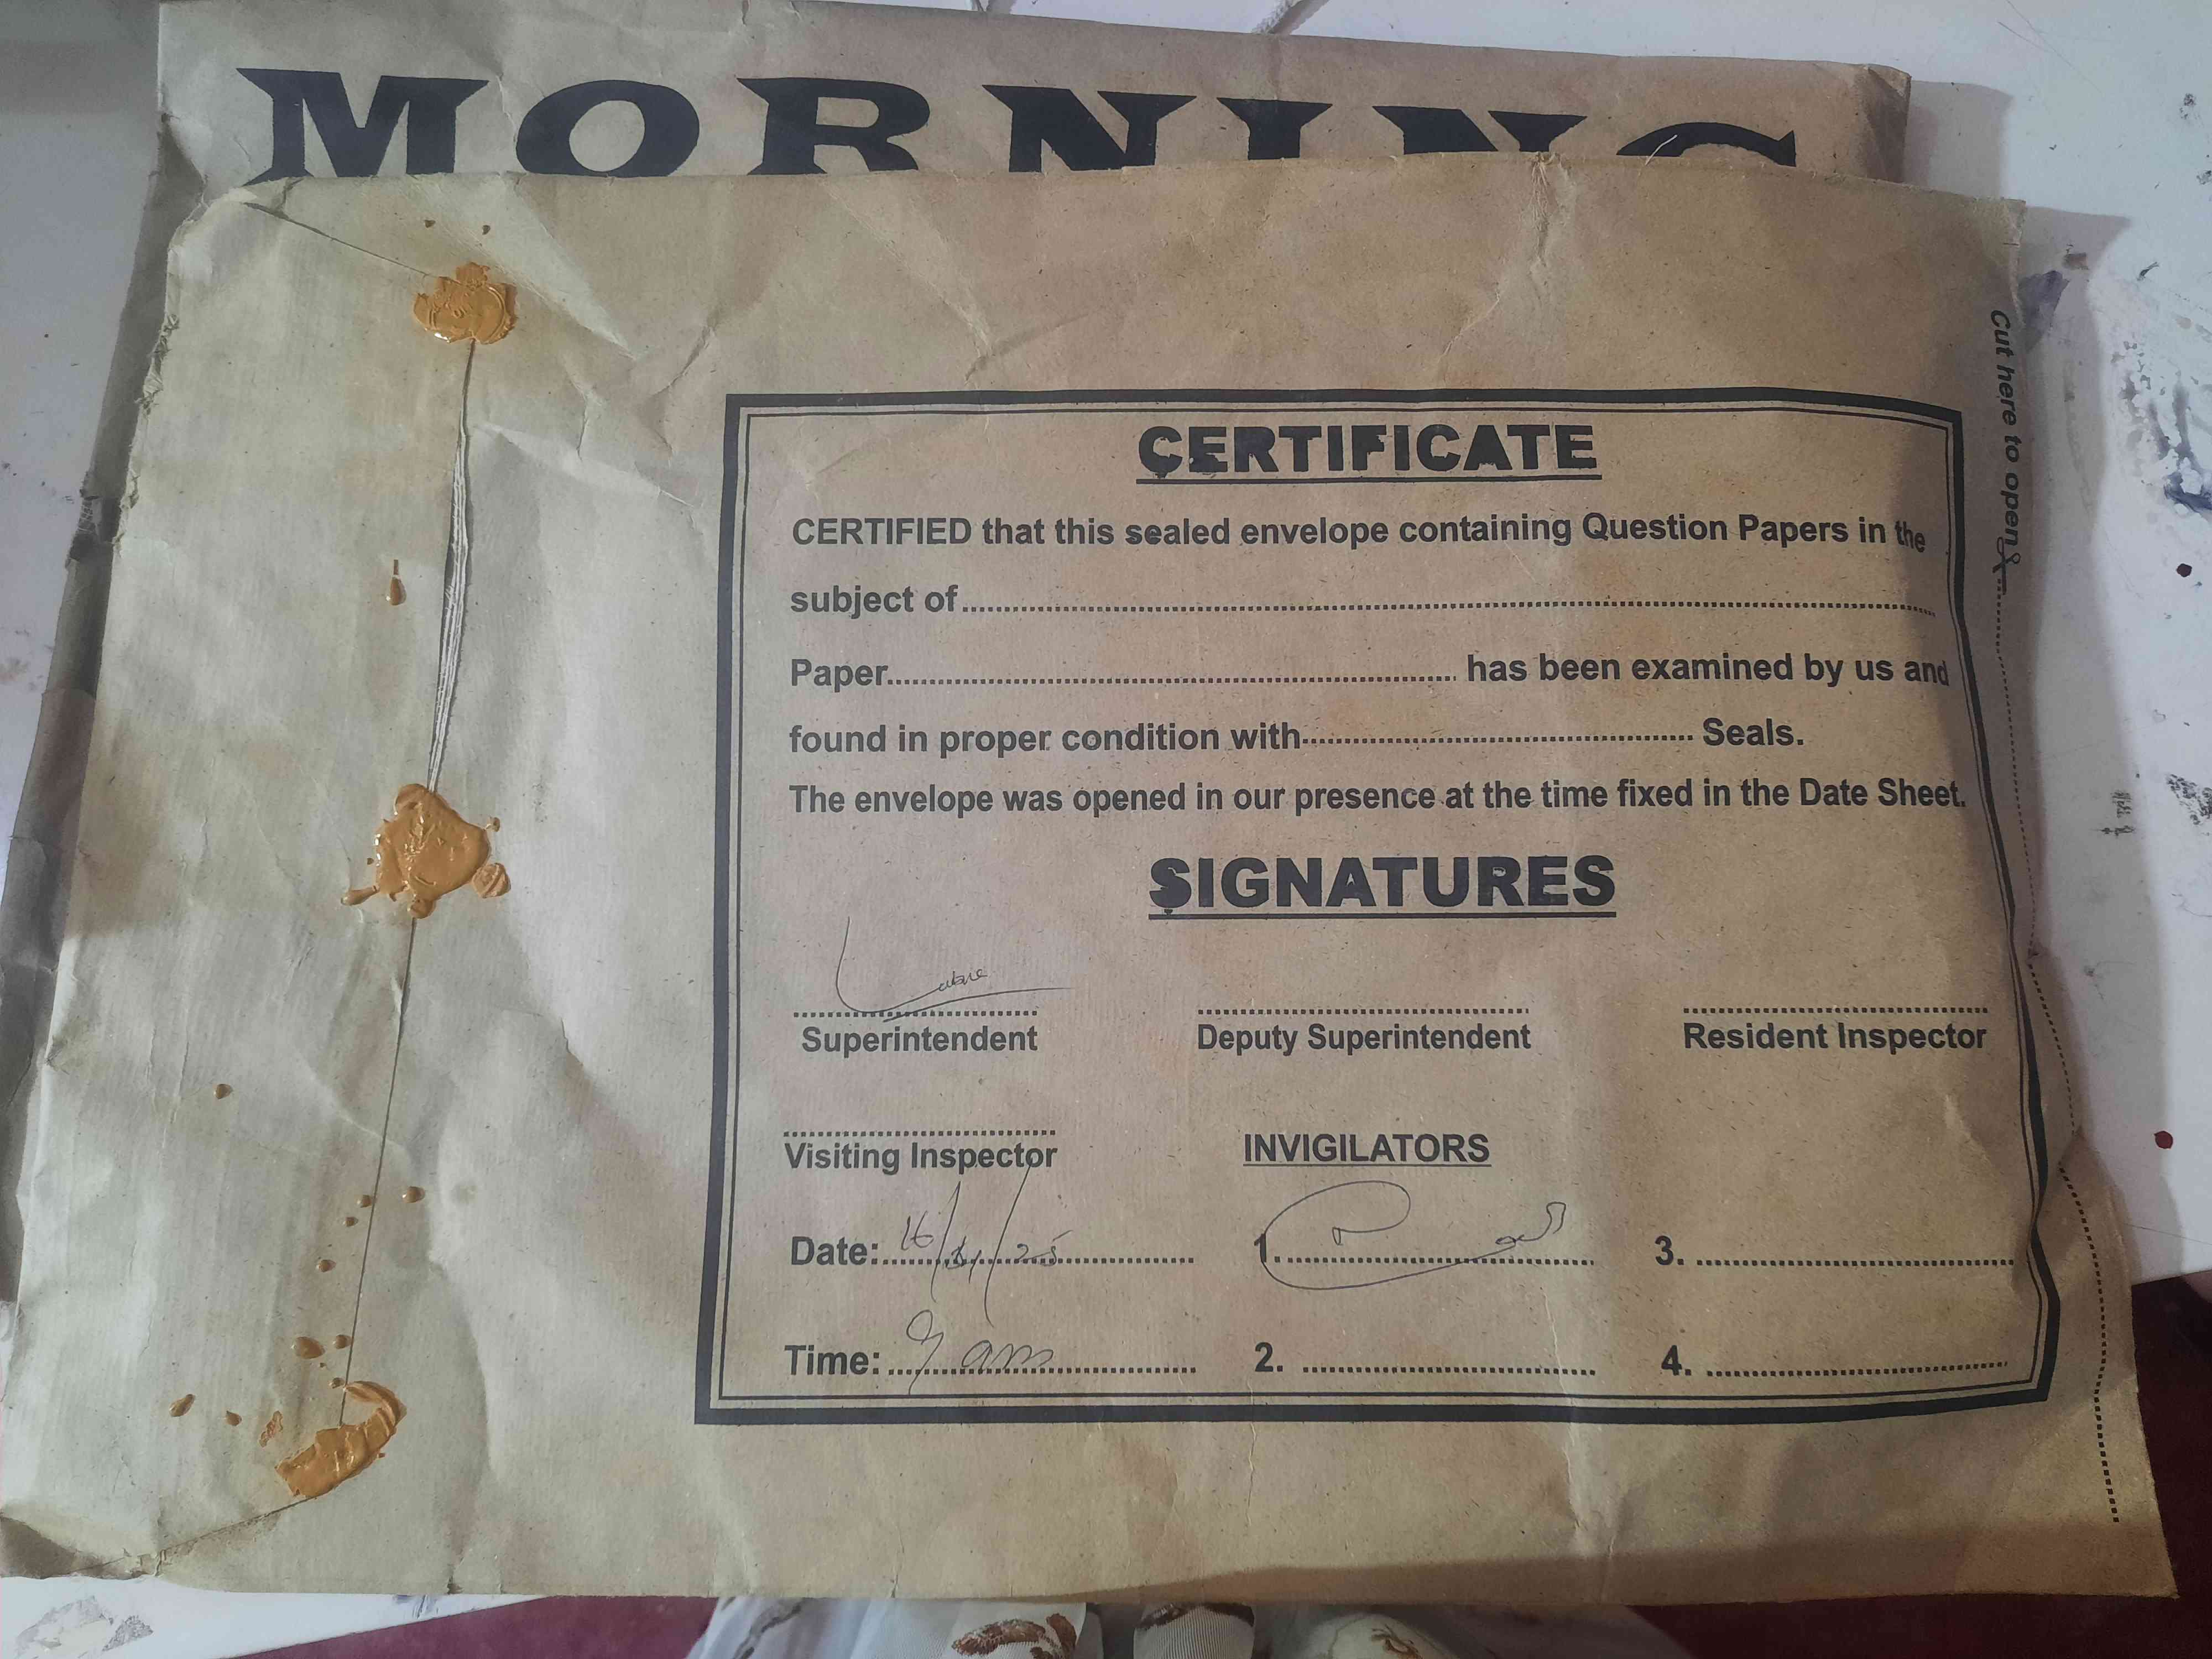 MORNING
Cut here to open
CERTIFICATE
CERTIFIED that this sealed envelope containing Question Papers in the
subject of
Paper has been examined by us and
found in proper condition with Seals.
The envelope was opened in our presence at the time fixed in the Date Sheet.
SIGNATURES
Superintendent Deputy Superintendent Resident Inspector
Visiting Inspector INVIGILATORS
Date: 1. 3.
Time: 9 am 2. 4.